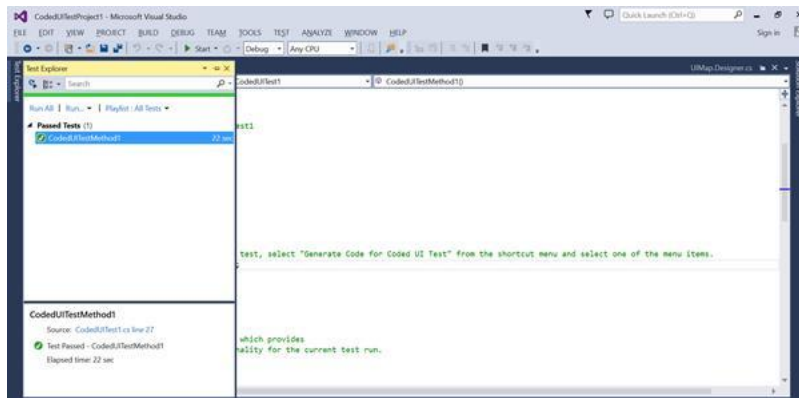 CodedUITestProject1 - Microsoft Visual Studio
Quick Launch (Ctrl+Q)
FILE EDIT VIEW PROJECT BUILD DEBUG TEAM TOOLS TEST ANALYZE WINDOW HELP
Sign in
Start Debug Any CPU
Test Explorer
Test Explorer
UIMap.Designer.cs
Search
CodedUITest1
CodedUITestMethod1()
Run All | Run... | Playlist : All Tests
Passed Tests (1)
est1
CodedUITestMethod1 22 sec
test, select "Generate Code for Coded UI Test" from the shortcut menu and select one of the menu items.
;
CodedUITestMethod1
Source: CodedUITest1.cs line 27
which provides
Test Passed - CodedUITestMethod1
nality for the current test run.
Elapsed time: 22 sec